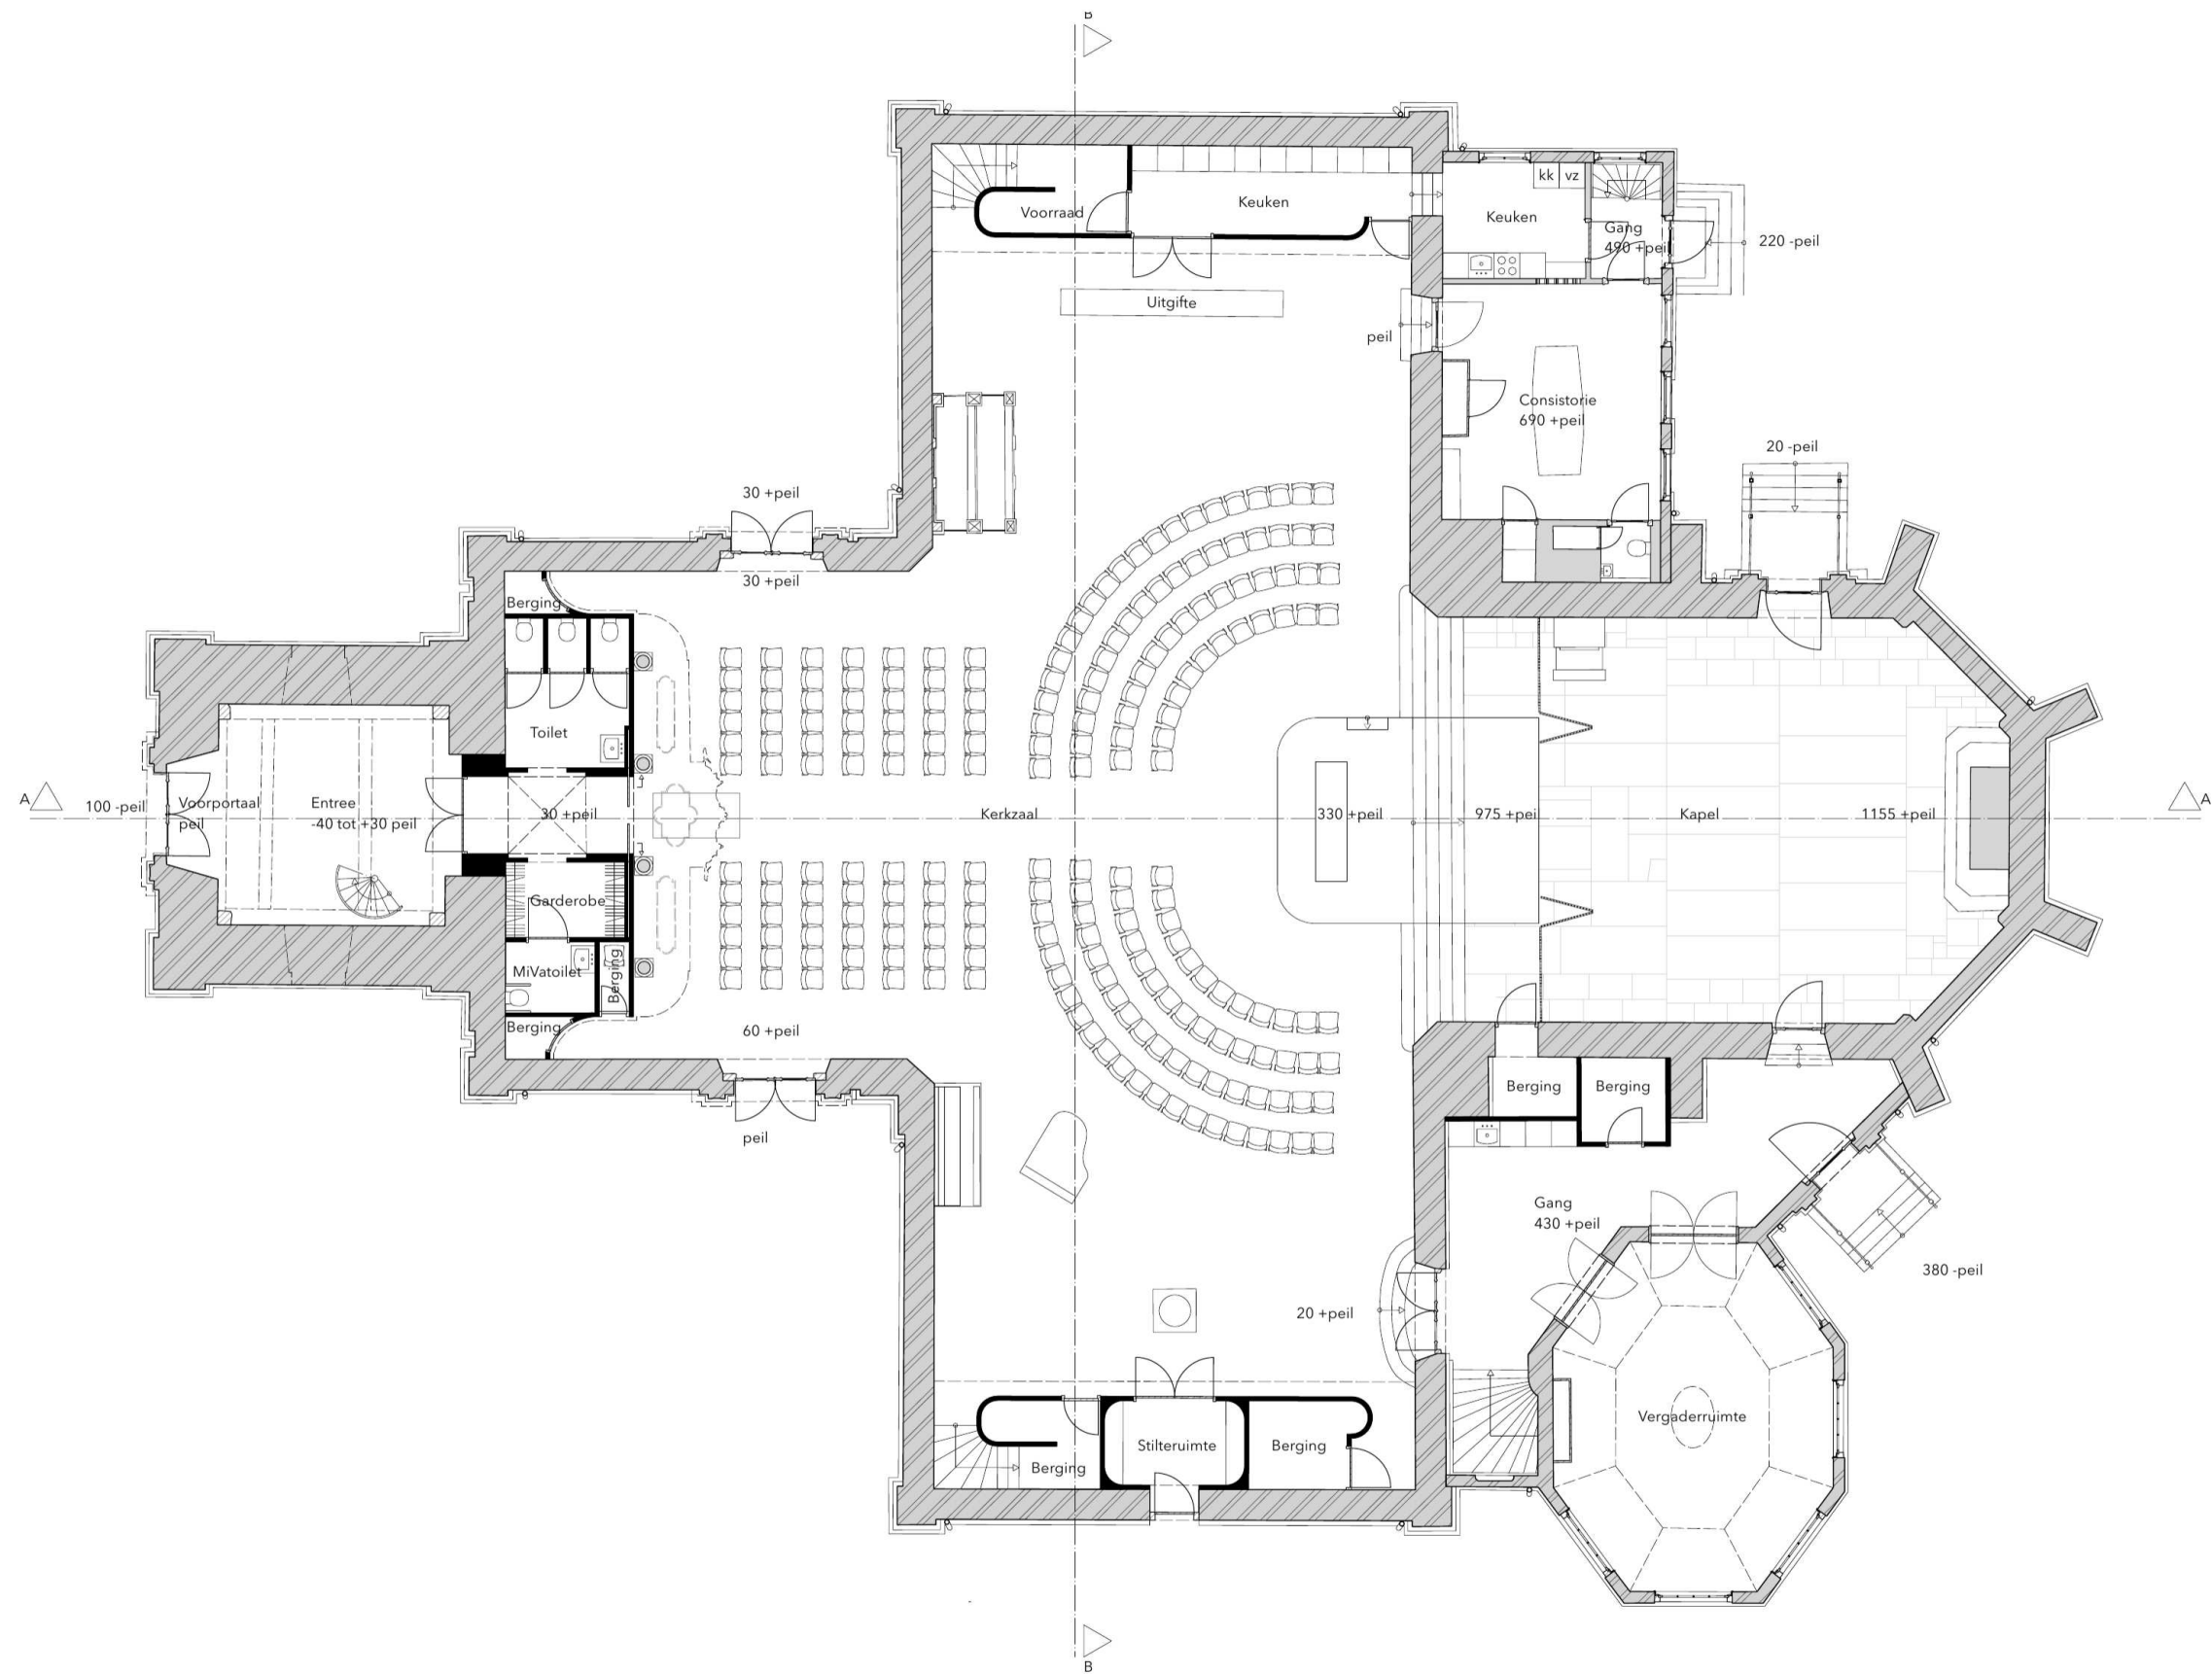 B
kk
vz
Voorraad
Keuken
Keuken
Gang
490 +peil
220 -peil
Uitgifte
peil
Consistorie
690 +peil
20 -peil
30 +peil
30 +peil
Berging
Toilet
A
100 -peil
Voorportaal
peil
Entree
-40 tot +30 peil
30 +peil
Kerkzaal
330 +peil
975 +peil
Kapel
1155 +peil
A
Garderobe
MiVatoilet
Berging
Berging
60 +peil
peil
Berging
Berging
Gang
430 +peil
380 -peil
20 +peil
Vergaderruimte
Berging
Stilteruimte
Berging
B